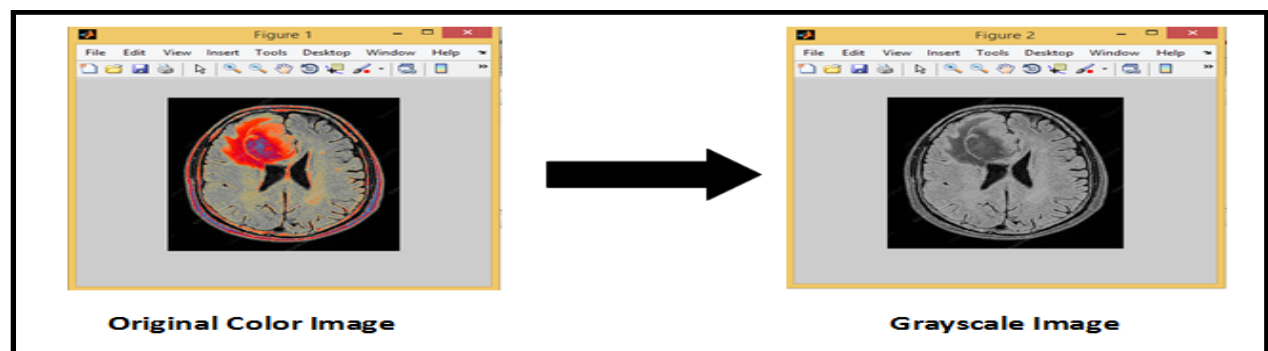 Figure 1
File Edit View Insert Tools Desktop Window Help
Figure 2
File Edit View Insert Tools Desktop Window Help
Original Color Image
Grayscale Image